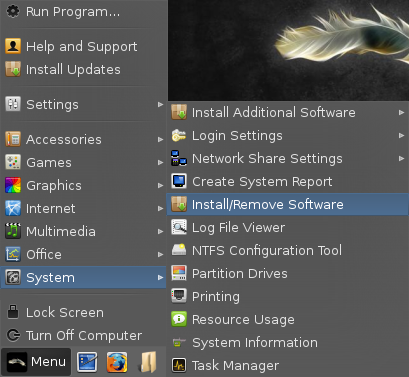 Run Program...
Help and Support
Install Updates
Settings
Accessories
Games
Graphics
Internet
Multimedia
Office
System
Lock Screen
Turn Off Computer
Menu
Install Additional Software
Login Settings
Network Share Settings
Create System Report
Install/Remove Software
Log File Viewer
NTFS Configuration Tool
Partition Drives
Printing
Resource Usage
System Information
Task Manager